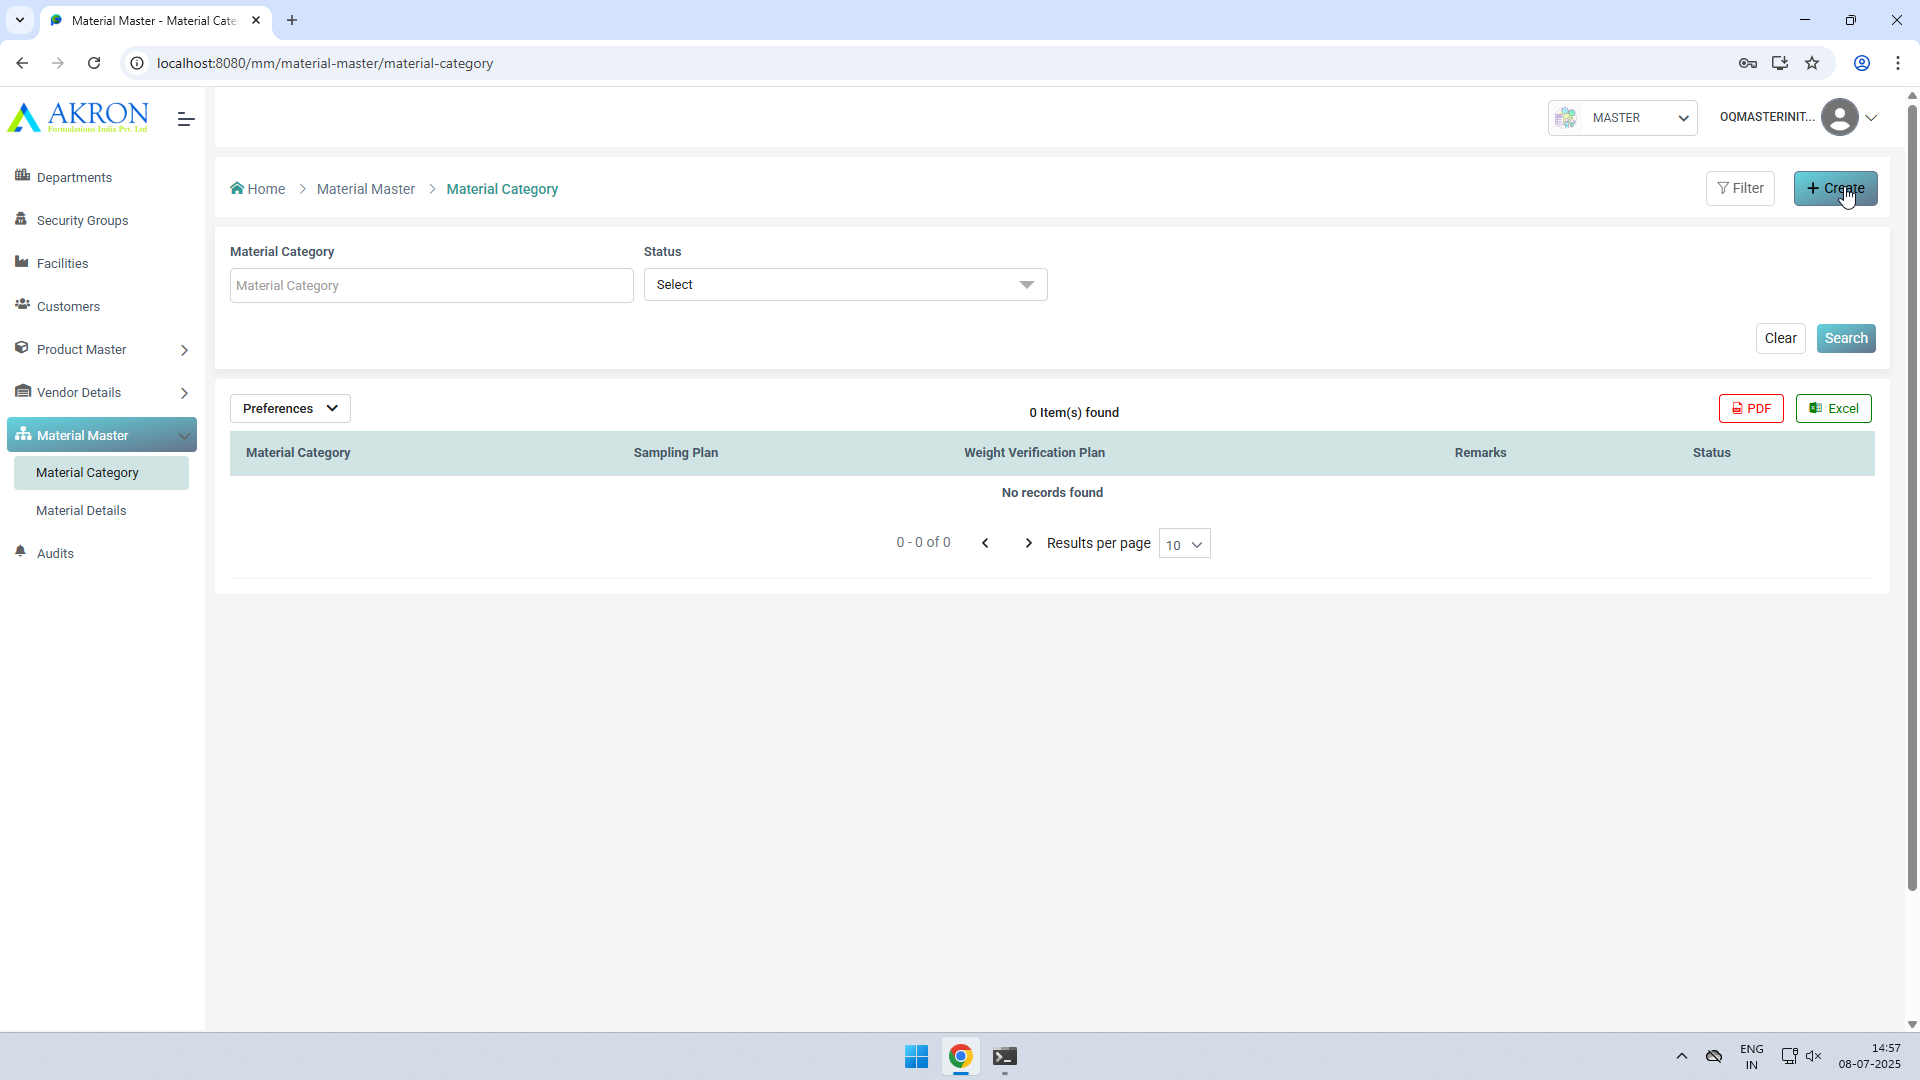 Material Master - Material Cate
localhost:8080/mm/material-master/material-category
AKRON
Formulations India Pvt. Ltd
MASTER
OQMASTERINIT...
Departments
Security Groups
Facilities
Customers
Product Master
Vendor Details
Material Master
Material Category
Material Details
Audits
Home > Material Master > Material Category
Filter
+ Create
Material Category
Status
Material Category
Select
Clear
Search
Preferences
0 Item(s) found
PDF
Excel
Material Category Sampling Plan Weight Verification Plan Remarks Status
No records found
0 - 0 of 0
Results per page
10
ENG
IN
14:57
08-07-2025